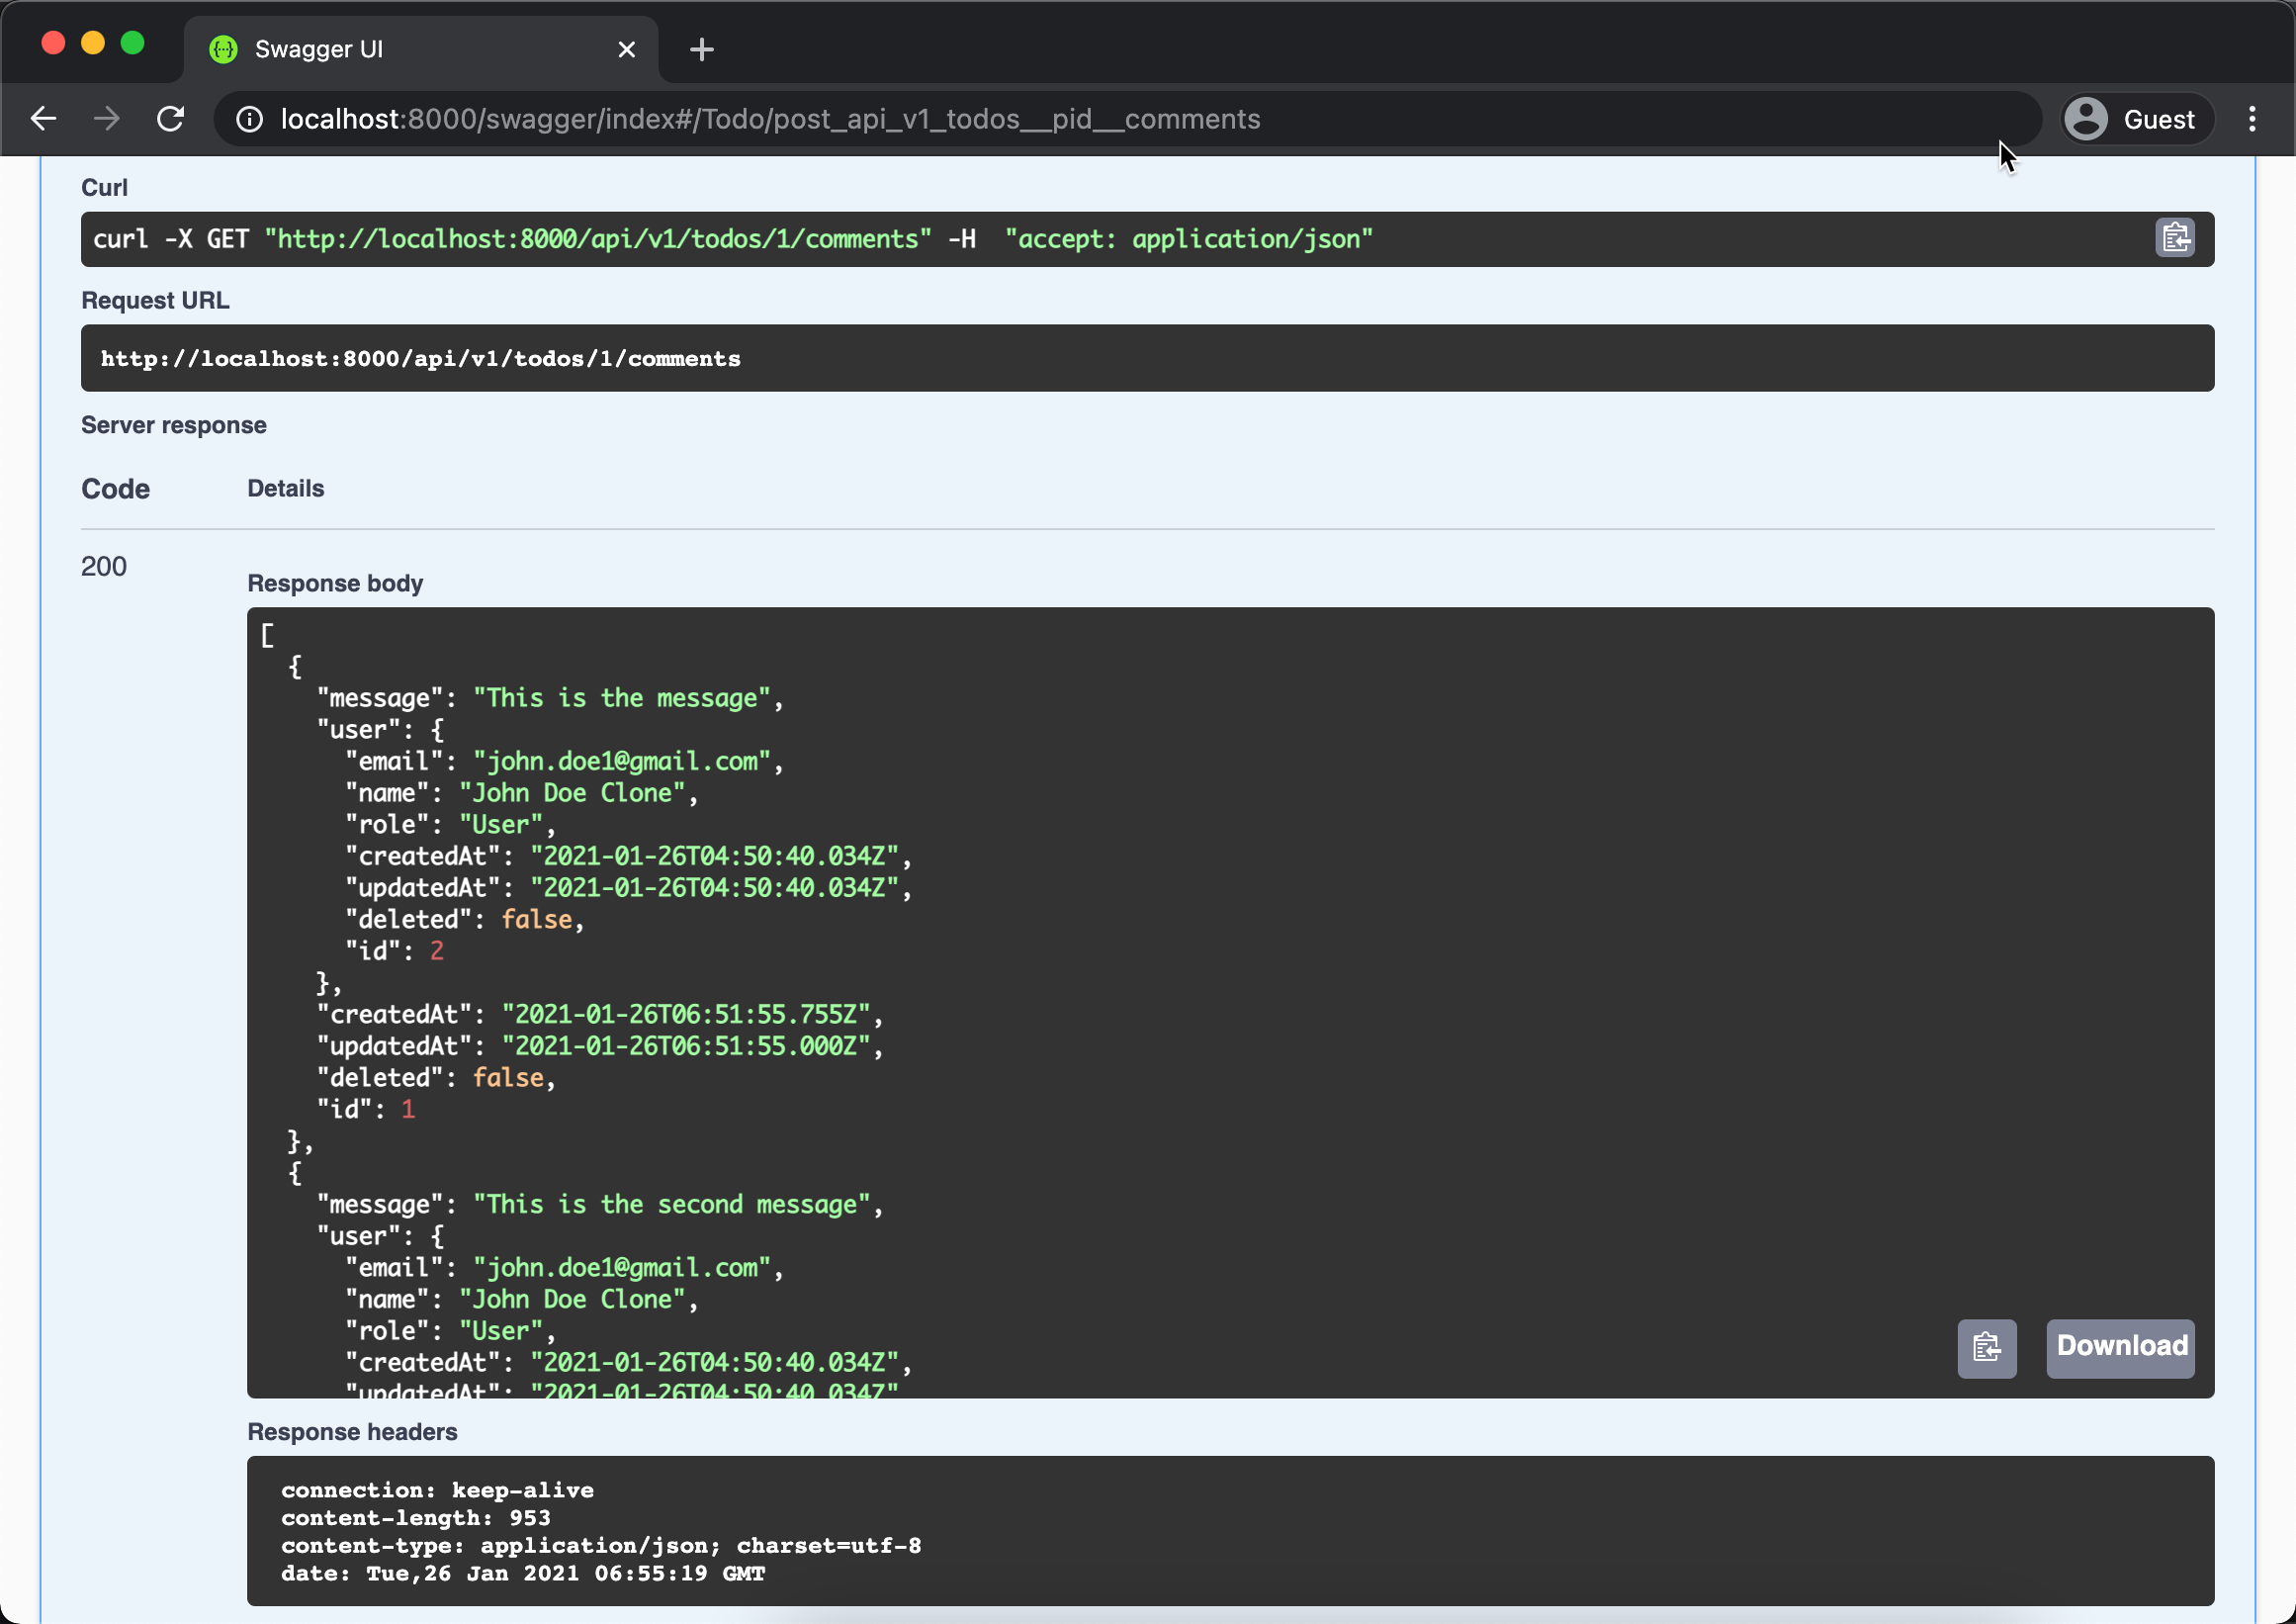 Swagger UI
localhost:8000/swagger/index#/Todo/post_api_v1_todos__pid__comments
Guest
Curl
curl -X GET "http://localhost:8000/api/v1/todos/1/comments" -H  "accept: application/json"
Request URL
http://localhost:8000/api/v1/todos/1/comments
Server response
Code Details
200
Response body
[
  {
    "message": "This is the message",
    "user": {
      "email": "john.doe1@gmail.com",
      "name": "John Doe Clone",
      "role": "User",
      "createdAt": "2021-01-26T04:50:40.034Z",
      "updatedAt": "2021-01-26T04:50:40.034Z",
      "deleted": false,
      "id": 2
    },
    "createdAt": "2021-01-26T06:51:55.755Z",
    "updatedAt": "2021-01-26T06:51:55.000Z",
    "deleted": false,
    "id": 1
  },
  {
    "message": "This is the second message",
    "user": {
      "email": "john.doe1@gmail.com",
      "name": "John Doe Clone",
      "role": "User",
      "createdAt": "2021-01-26T04:50:40.034Z",
      "updatedAt": "2021-01-26T04:50:40.034Z"
Download
Response headers
connection: keep-alive
content-length: 953
content-type: application/json; charset=utf-8
date: Tue,26 Jan 2021 06:55:19 GMT